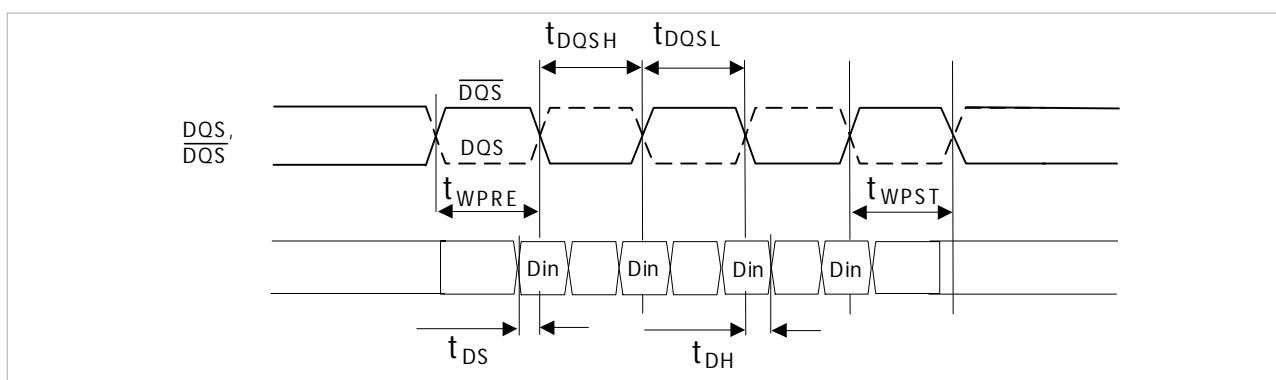 tDQSH tDQSL
DQS
DQS,
DQS
DQS
tWPRE tWPST
Din Din Din Din
tDS tDH